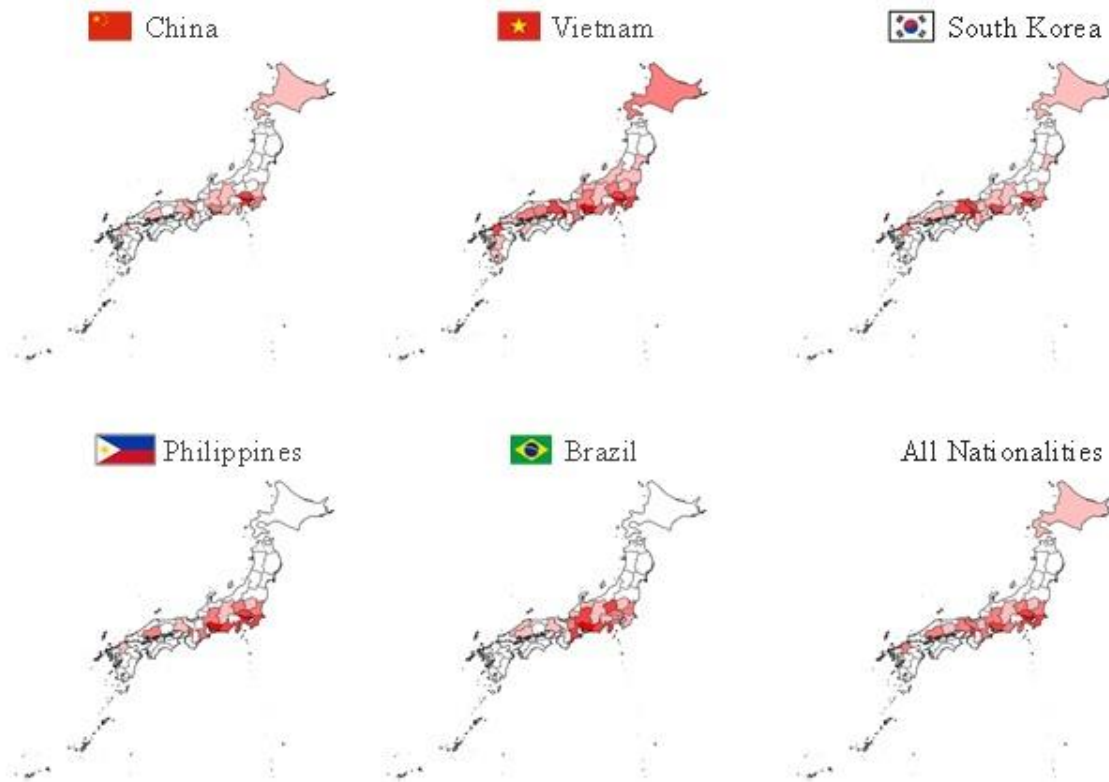 China
Vietnam
South Korea
Philippines
Brazil
All Nationalities